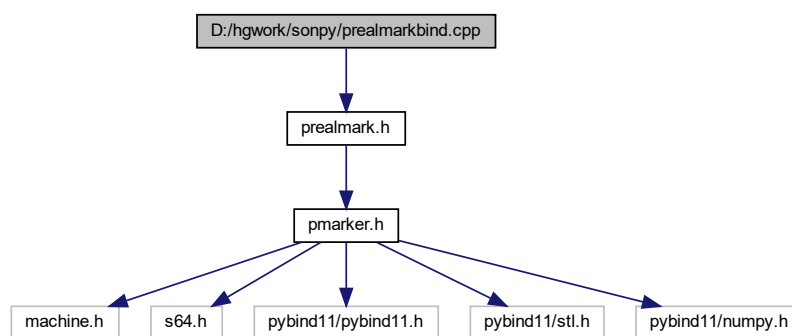 D:/hgwork/sonpy/prealmarkbind.cpp
prealmark.h
pmarker.h
machine.h
s64.h
pybind11/pybind11.h
pybind11/stl.h
pybind11/numpy.h